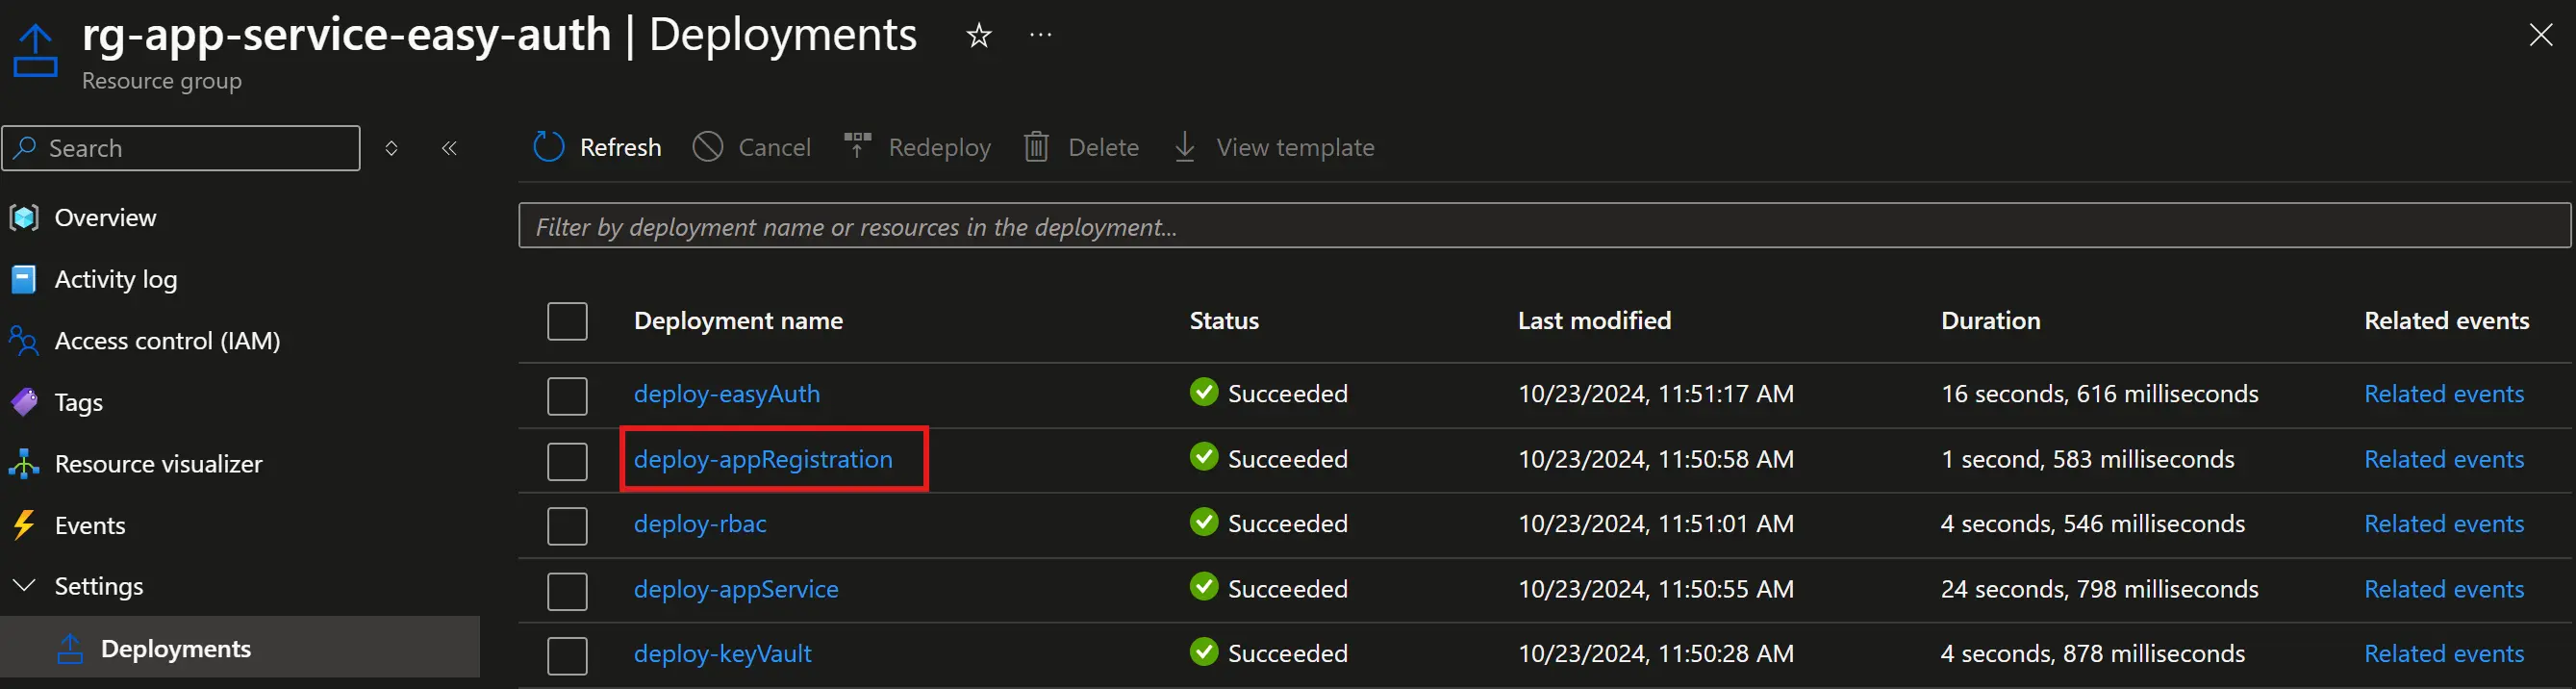 rg-app-service-easy-auth | Deployments
Resource group
Search
Overview
Activity log
Access control (IAM)
Tags
Resource visualizer
Events
Settings
Deployments
Refresh Cancel Redeploy Delete View template
Filter by deployment name or resources in the deployment...
Deployment name Status Last modified Duration Related events
deploy-easyAuth Succeeded 10/23/2024, 11:51:17 AM 16 seconds, 616 milliseconds Related events
deploy-appRegistration Succeeded 10/23/2024, 11:50:58 AM 1 second, 583 milliseconds Related events
deploy-rbac Succeeded 10/23/2024, 11:51:01 AM 4 seconds, 546 milliseconds Related events
deploy-appService Succeeded 10/23/2024, 11:50:55 AM 24 seconds, 798 milliseconds Related events
deploy-keyVault Succeeded 10/23/2024, 11:50:28 AM 4 seconds, 878 milliseconds Related events